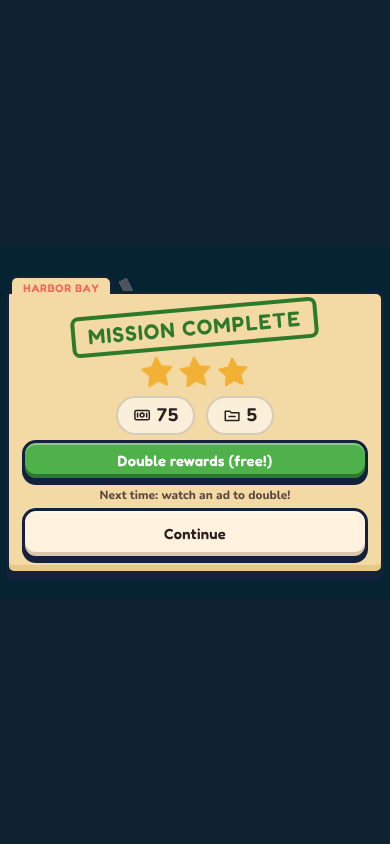 HARBOR BAY
MISSION COMPLETE
75
5
Double rewards (free!)
Next time: watch an ad to double!
Continue